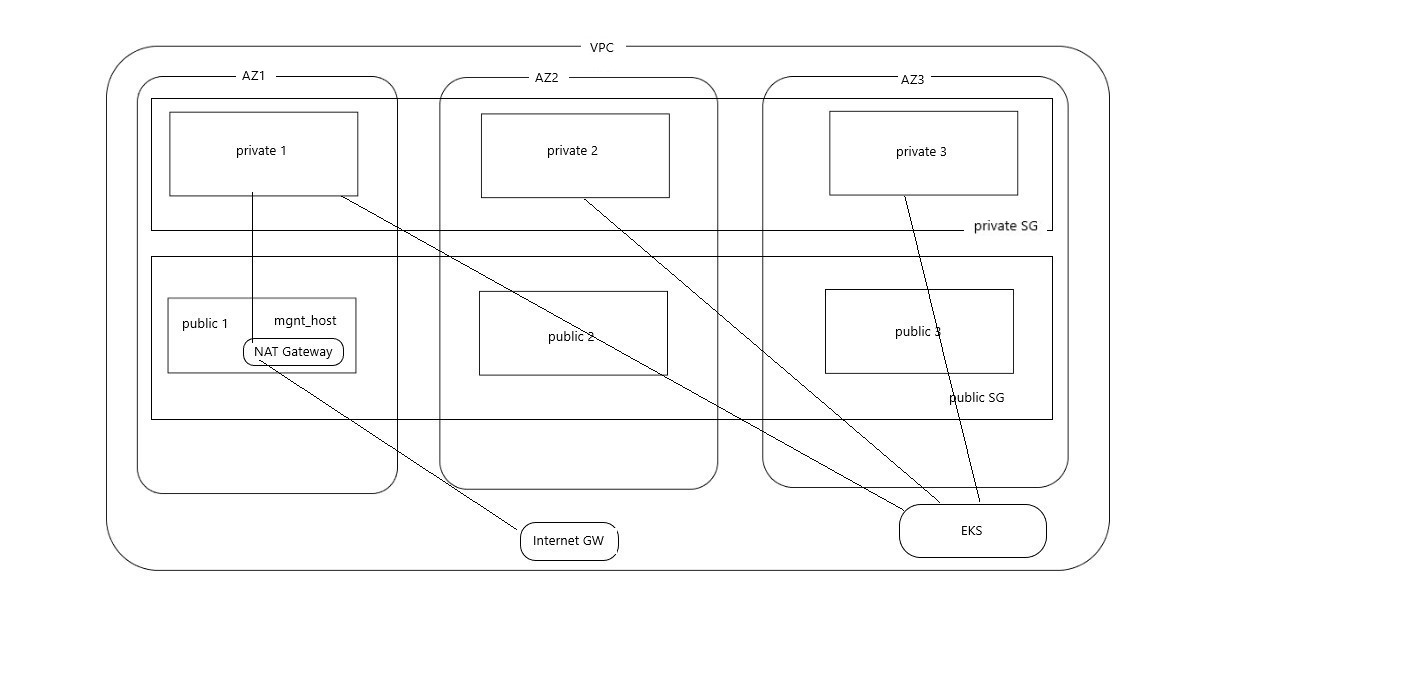 VPC
AZ1
AZ2
AZ3
private 1
private 2
private 3
private SG
public 1
mgnt_host
NAT Gateway
public 2
public 3
public SG
Internet GW
EKS